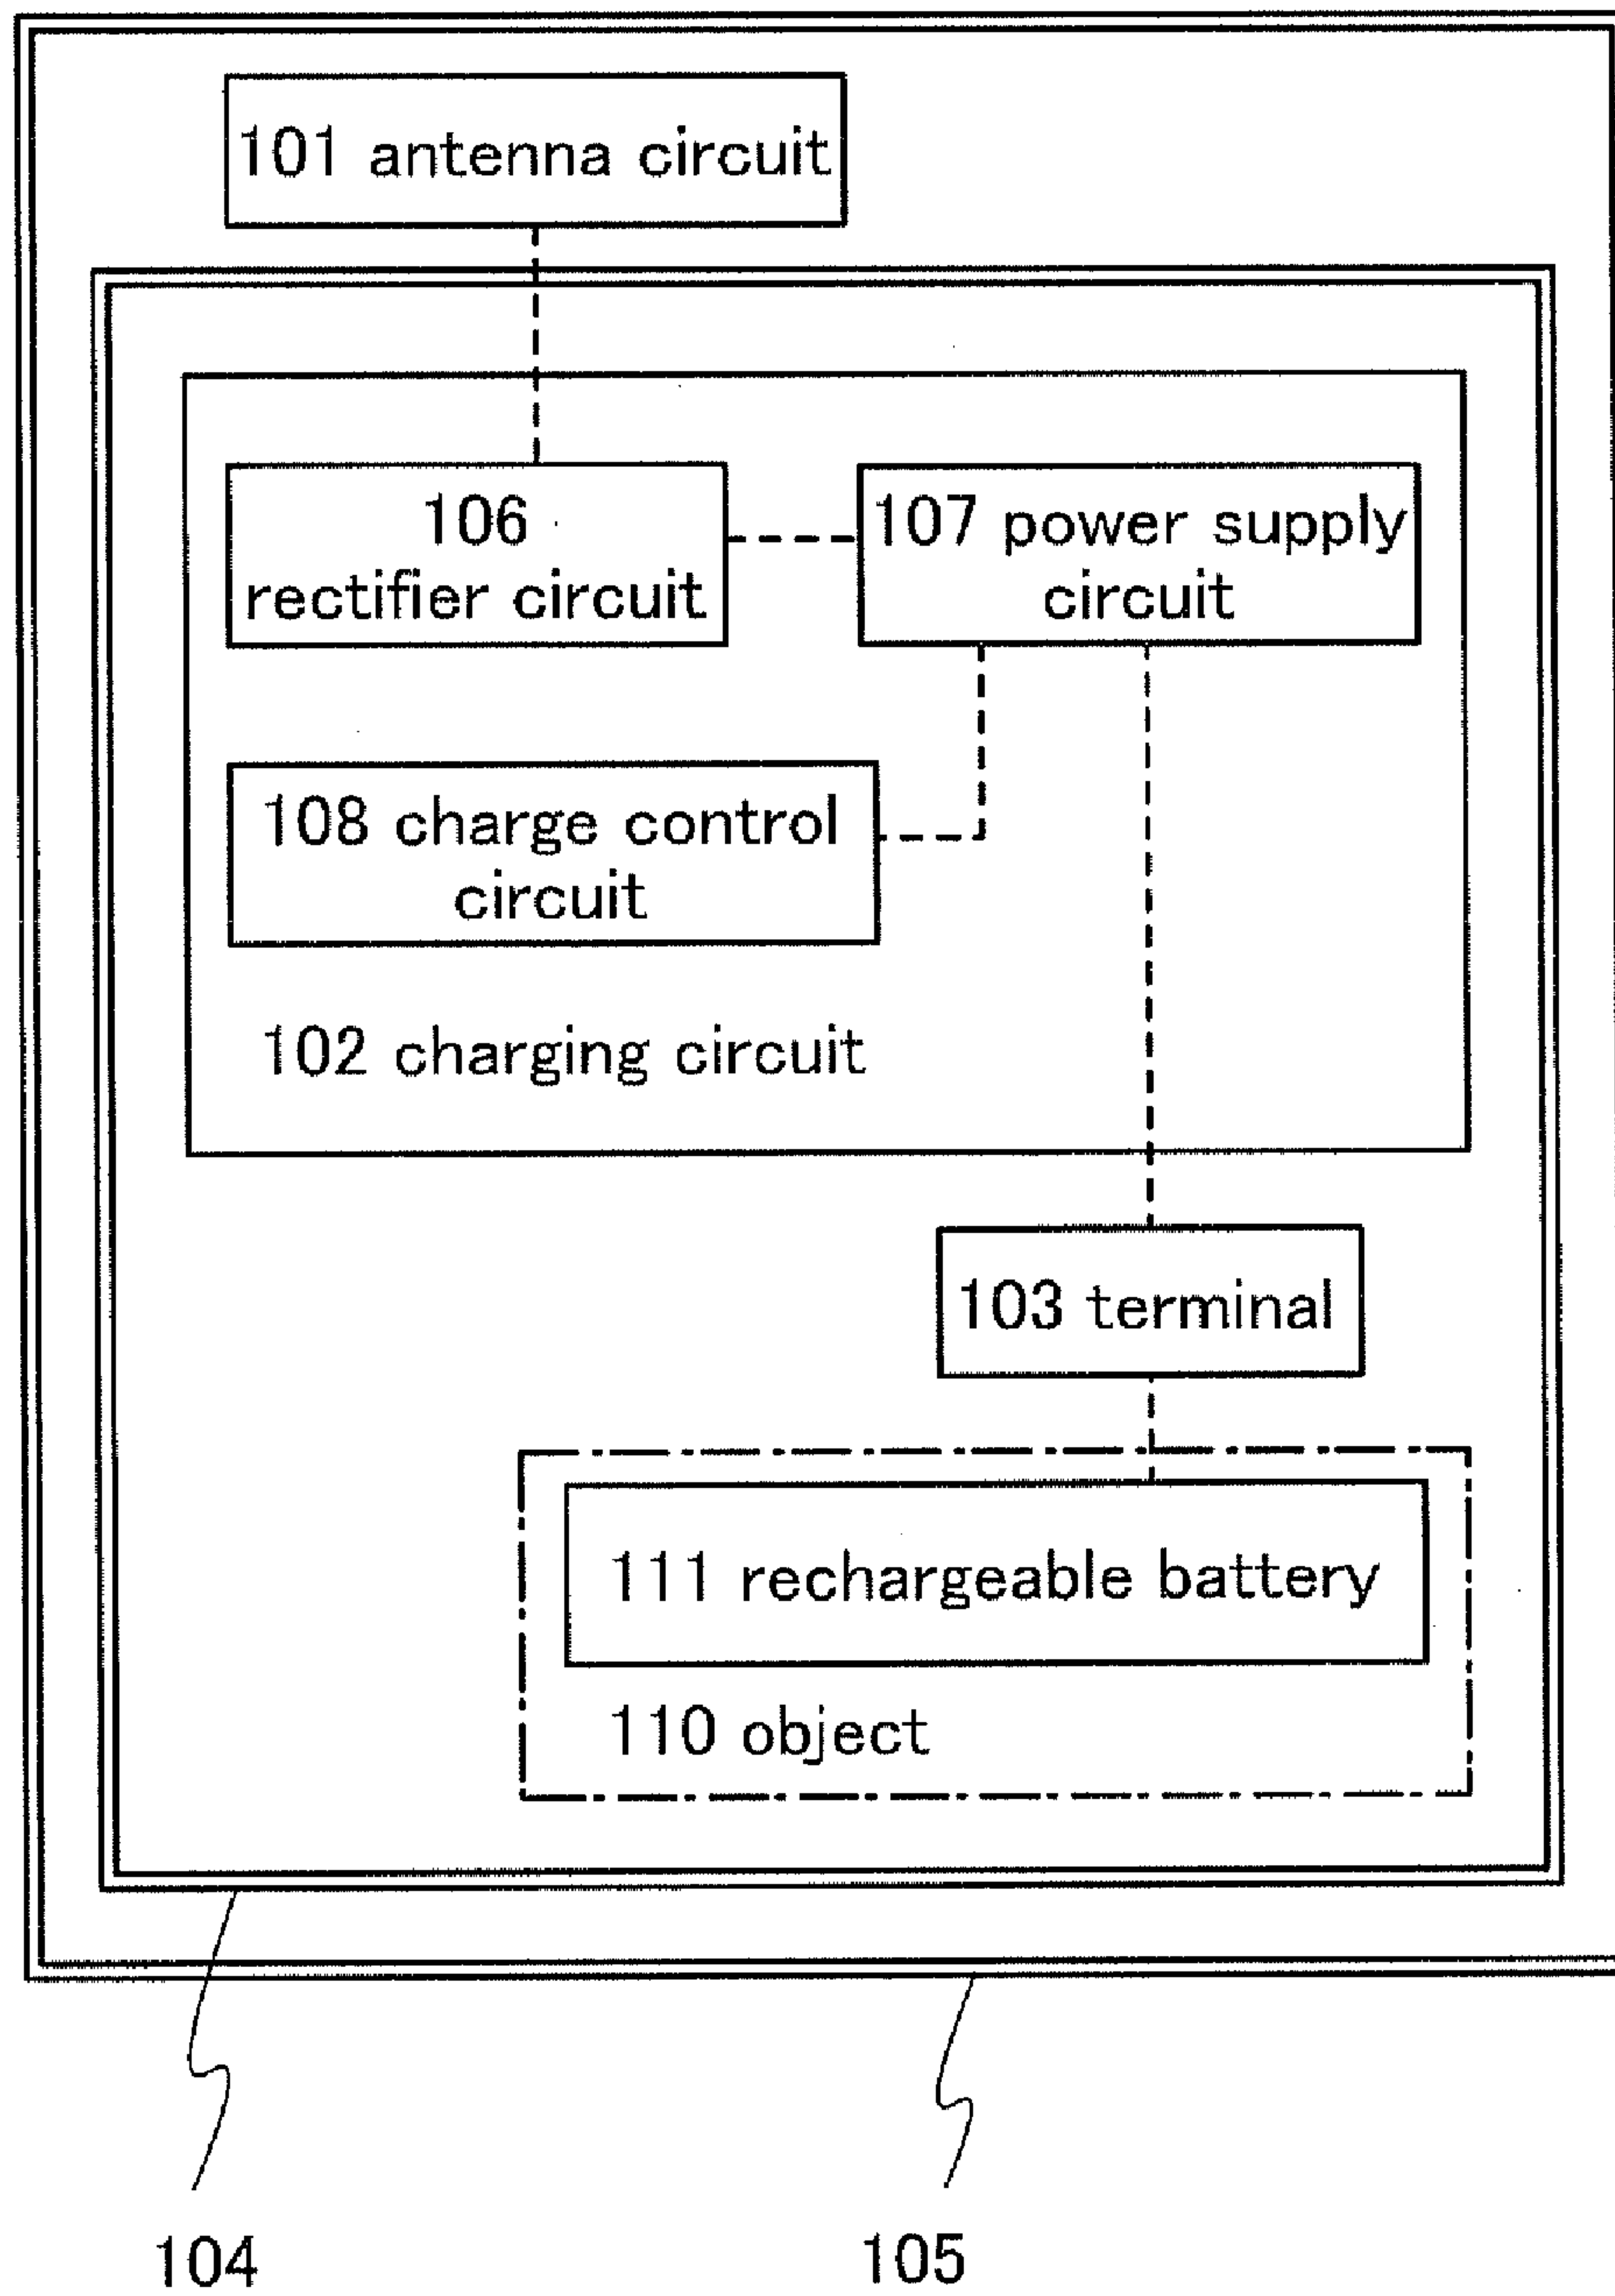 101 antenna circuit
106
rectifier circuit
107 power supply
circuit
108 charge control
circuit
102 charging circuit
103 terminal
111 rechargeable battery
110 object
104
105